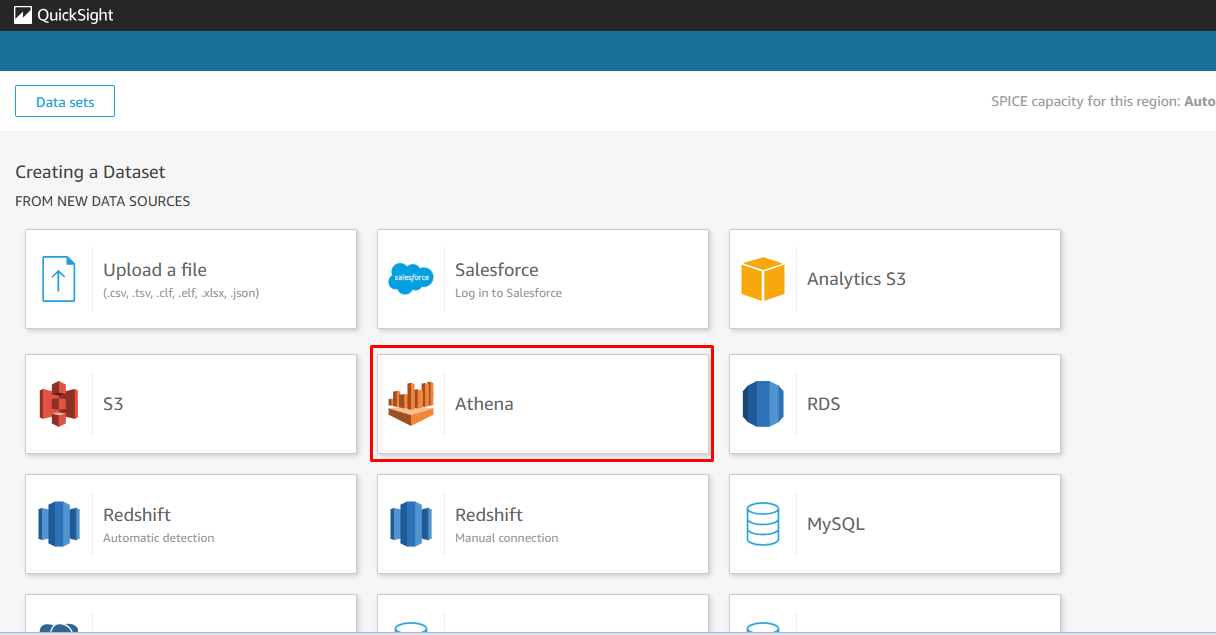 QuickSight
Data sets
SPICE capacity for this region: Auto
Creating a Dataset
FROM NEW DATA SOURCES
Upload a file
(.csv, .tsv, .clf, .elf, .xlsx, .json)
salesforce
Salesforce
Log in to Salesforce
Analytics S3
S3
Athena
RDS
Redshift
Automatic detection
Redshift
Manual connection
MySQL